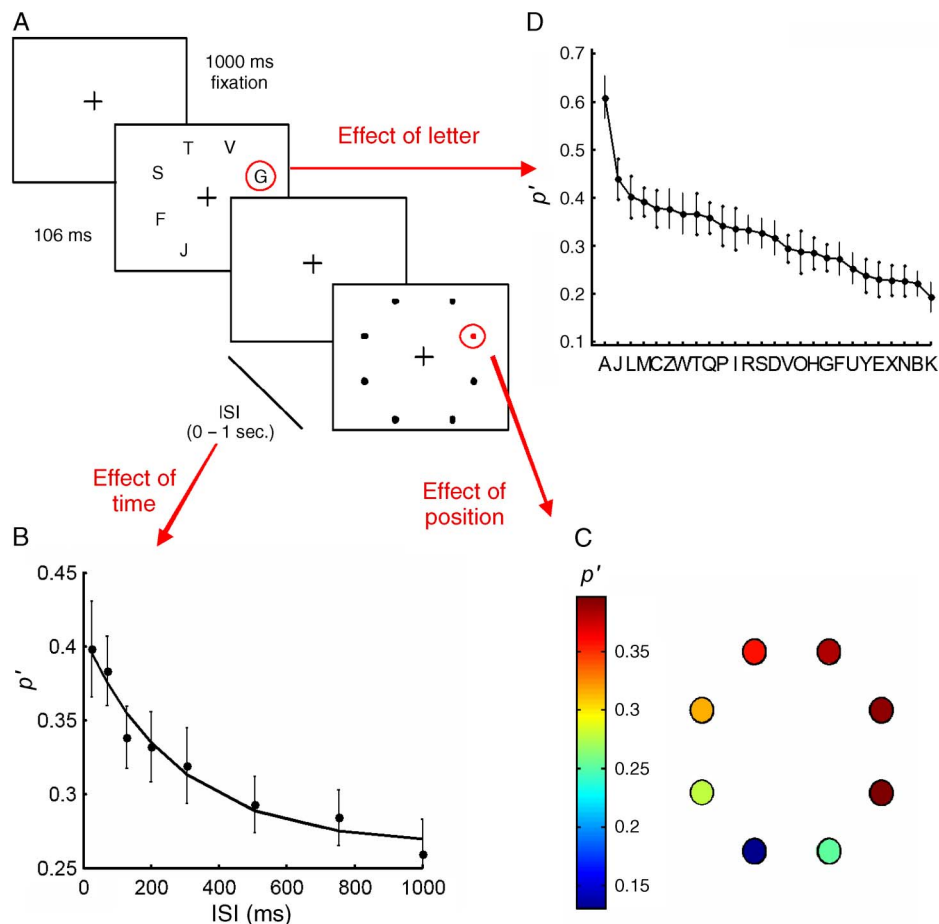 A
1000 ms
fixation
T V
S
G
F
J
106 ms
Effect of letter
ISI
(0 – 1 sec.)
Effect of
time
Effect of
position
D
0.7
0.6
0.5
0.4
0.3
0.2
0.1
p'
A J L M C Z W T Q P I R S D V O H G F U Y E X N B K
B
0.45
0.4
0.35
0.3
0.25
p'
0 200 400 600 800 1000
ISI (ms)
C
p'
0.35
0.3
0.25
0.2
0.15